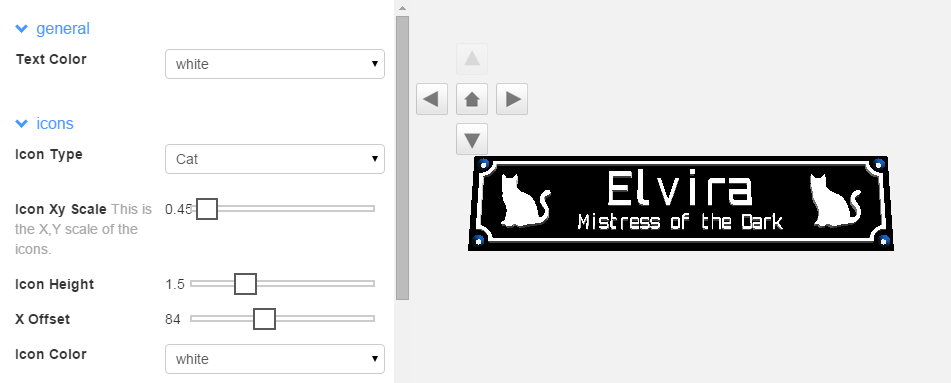 general
Text Color
white
icons
Icon Type
Cat
Icon Xy Scale This is
the X,Y scale of the
icons.
0.45
Icon Height
1.5
X Offset
84
Icon Color
white
Elvira
Mistress of the Dark